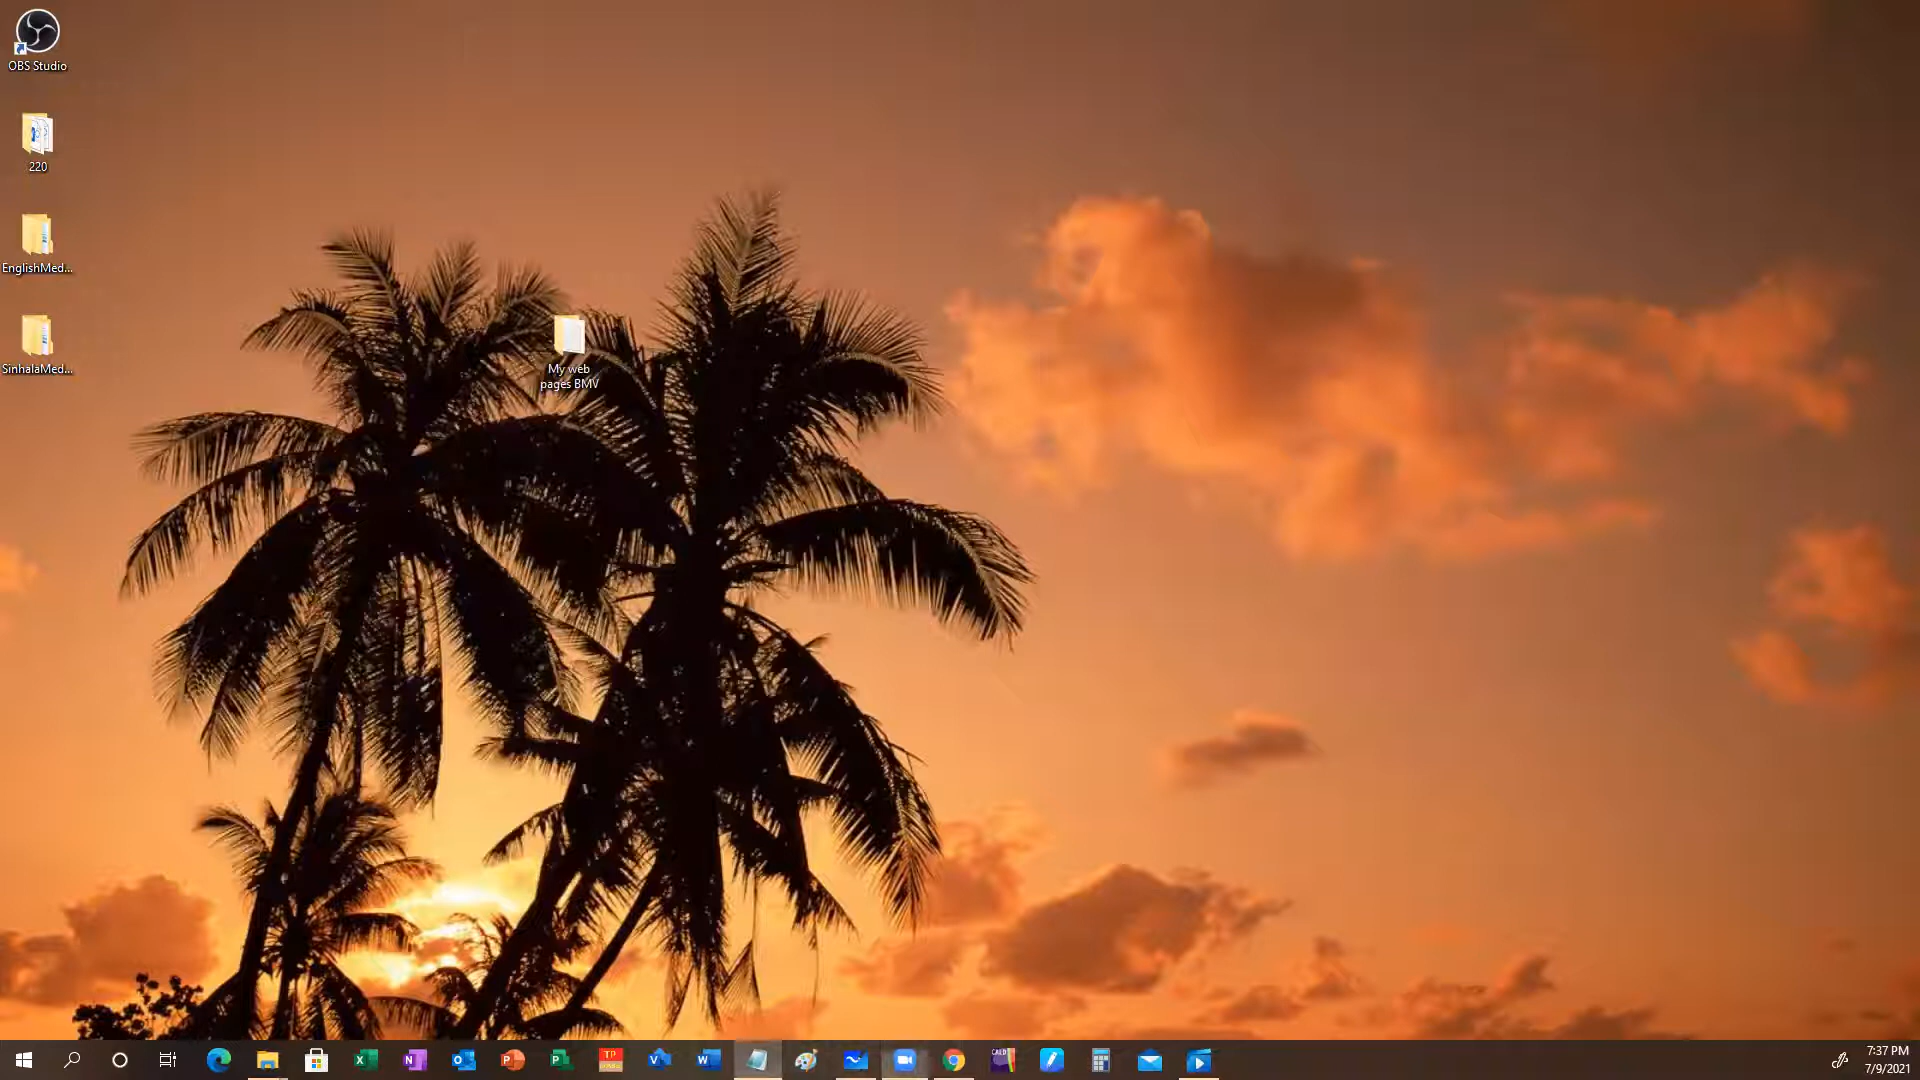 OBS Studio
220
EnglishMed...
SinhalaMed...
My web
pages BMV
7:37 PM
7/9/2021